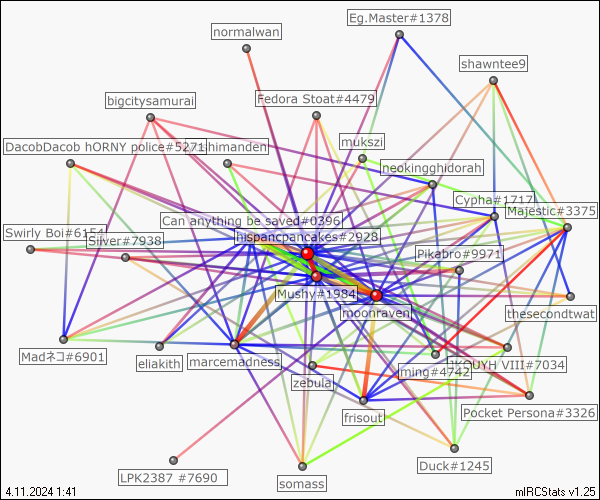 Eg.Master#1378
normalwan
shawntee9
bigcitysamurai
Fedora Stoat#4479
DacobDacob hORNY police#5271
himanden
mukszi
neokingghidorah
Cypha#1717
Majestic#3375
Can anything be saved#0396
Swirly Boi#6154
Silver#7938
hispancpancakes#2928
Pikabro#9971
Mushy#1984
moonraven
thesecondtwat
Madネコ#6901
eliakith
marcemadness
ming#4742
OUYH VIII#7034
zebula
frisout
Pocket Persona#3326
LPK2387 #7690
somass
Duck#1245
4.11.2024 1:41
mIRCStats v1.25